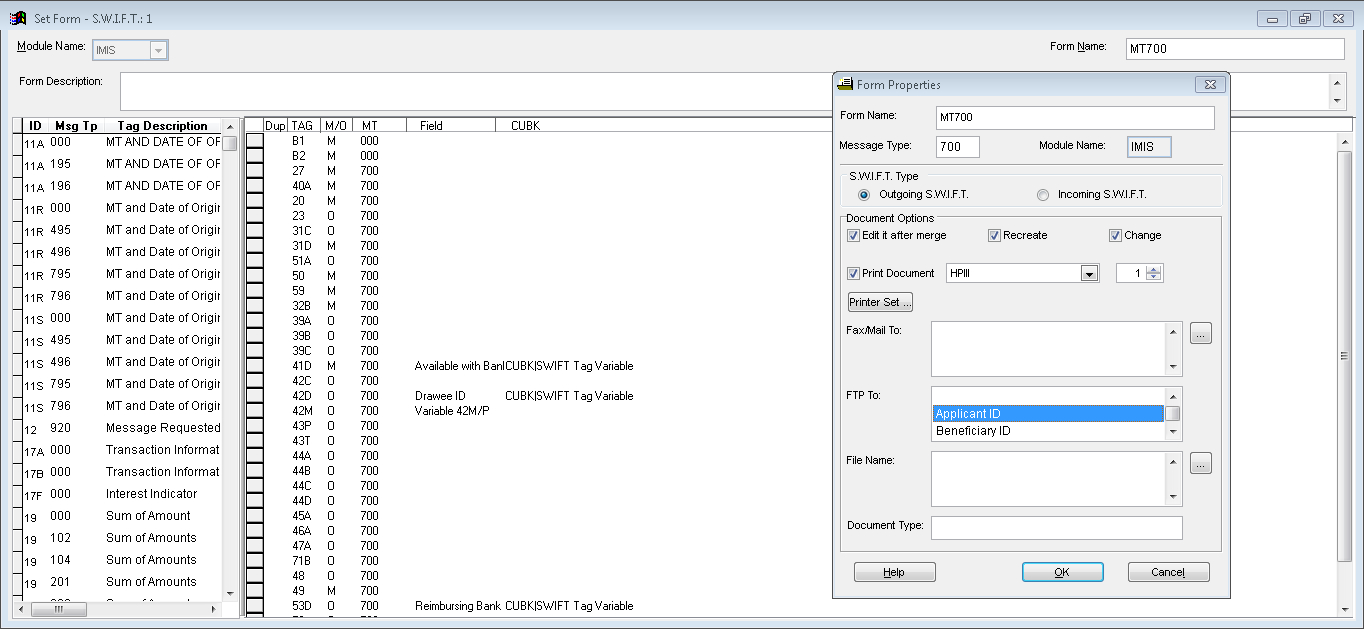 Set Form - S.W.I.F.T.: 1
Module Name: IMIS
Form Name: MT700
Form Description:
ID Msg Tp Tag Description
11A 000 MT AND DATE OF OF
11A 195 MT AND DATE OF OF
11A 196 MT AND DATE OF OF
11R 000 MT and Date of Origir
11R 495 MT and Date of Origir
11R 496 MT and Date of Origir
11R 795 MT and Date of Origir
11R 796 MT and Date of Origir
11S 000 MT and Date of Origir
11S 495 MT and Date of Origir
11S 496 MT and Date of Origir
11S 795 MT and Date of Origir
11S 796 MT and Date of Origir
12 920 Message Requested
17A 000 Transaction Informat
17B 000 Transaction Informat
17F 000 Interest Indicator
19 000 Sum of Amount
19 102 Sum of Amounts
19 104 Sum of Amounts
19 201 Sum of Amounts
Dup TAG M/O MT Field CUBK
B1 M 000
B2 M 000
27 M 700
40A M 700
20 M 700
23 O 700
31C O 700
31D M 700
51A O 700
50 M 700
59 M 700
32B M 700
39A O 700
39B O 700
39C O 700
41D M 700 Available with Ban CUBK|SWIFT Tag Variable
42C O 700
42D O 700 Drawee ID CUBK|SWIFT Tag Variable
42M O 700 Variable 42M/P
43P O 700
43T O 700
44A O 700
44B O 700
44C O 700
44D O 700
45A O 700
46A O 700
47A O 700
71B O 700
48 O 700
49 M 700
53D O 700 Reimbursing Bank CUBK|SWIFT Tag Variable
Form Properties
Form Name: MT700
Message Type: 700 Module Name: IMIS
S.W.I.F.T. Type
Outgoing S.W.I.F.T. Incoming S.W.I.F.T.
Document Options
Edit it after merge Recreate Change
Print Document HPIII 1
Printer Set ...
Fax/Mail To: ...
FTP To:
Applicant ID
Beneficiary ID
File Name: ...
Document Type:
Help OK Cancel